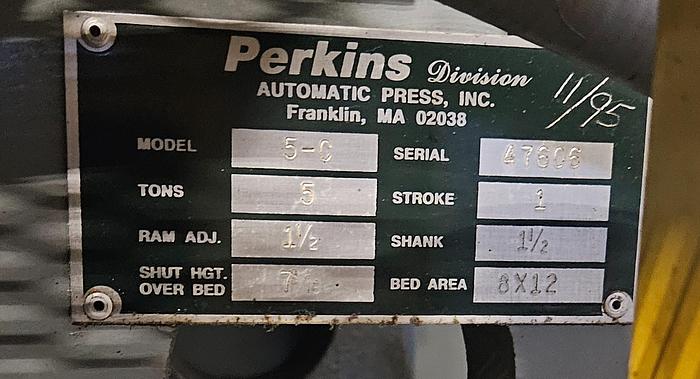 Perkins Division
AUTOMATIC PRESS, INC.
Franklin, MA 02038
11/95
MODEL 5-C SERIAL 47606
TONS 5 STROKE 1
RAM ADJ. 1½ SHANK 1½
SHUT HGT. OVER BED 7 BED AREA 8X12